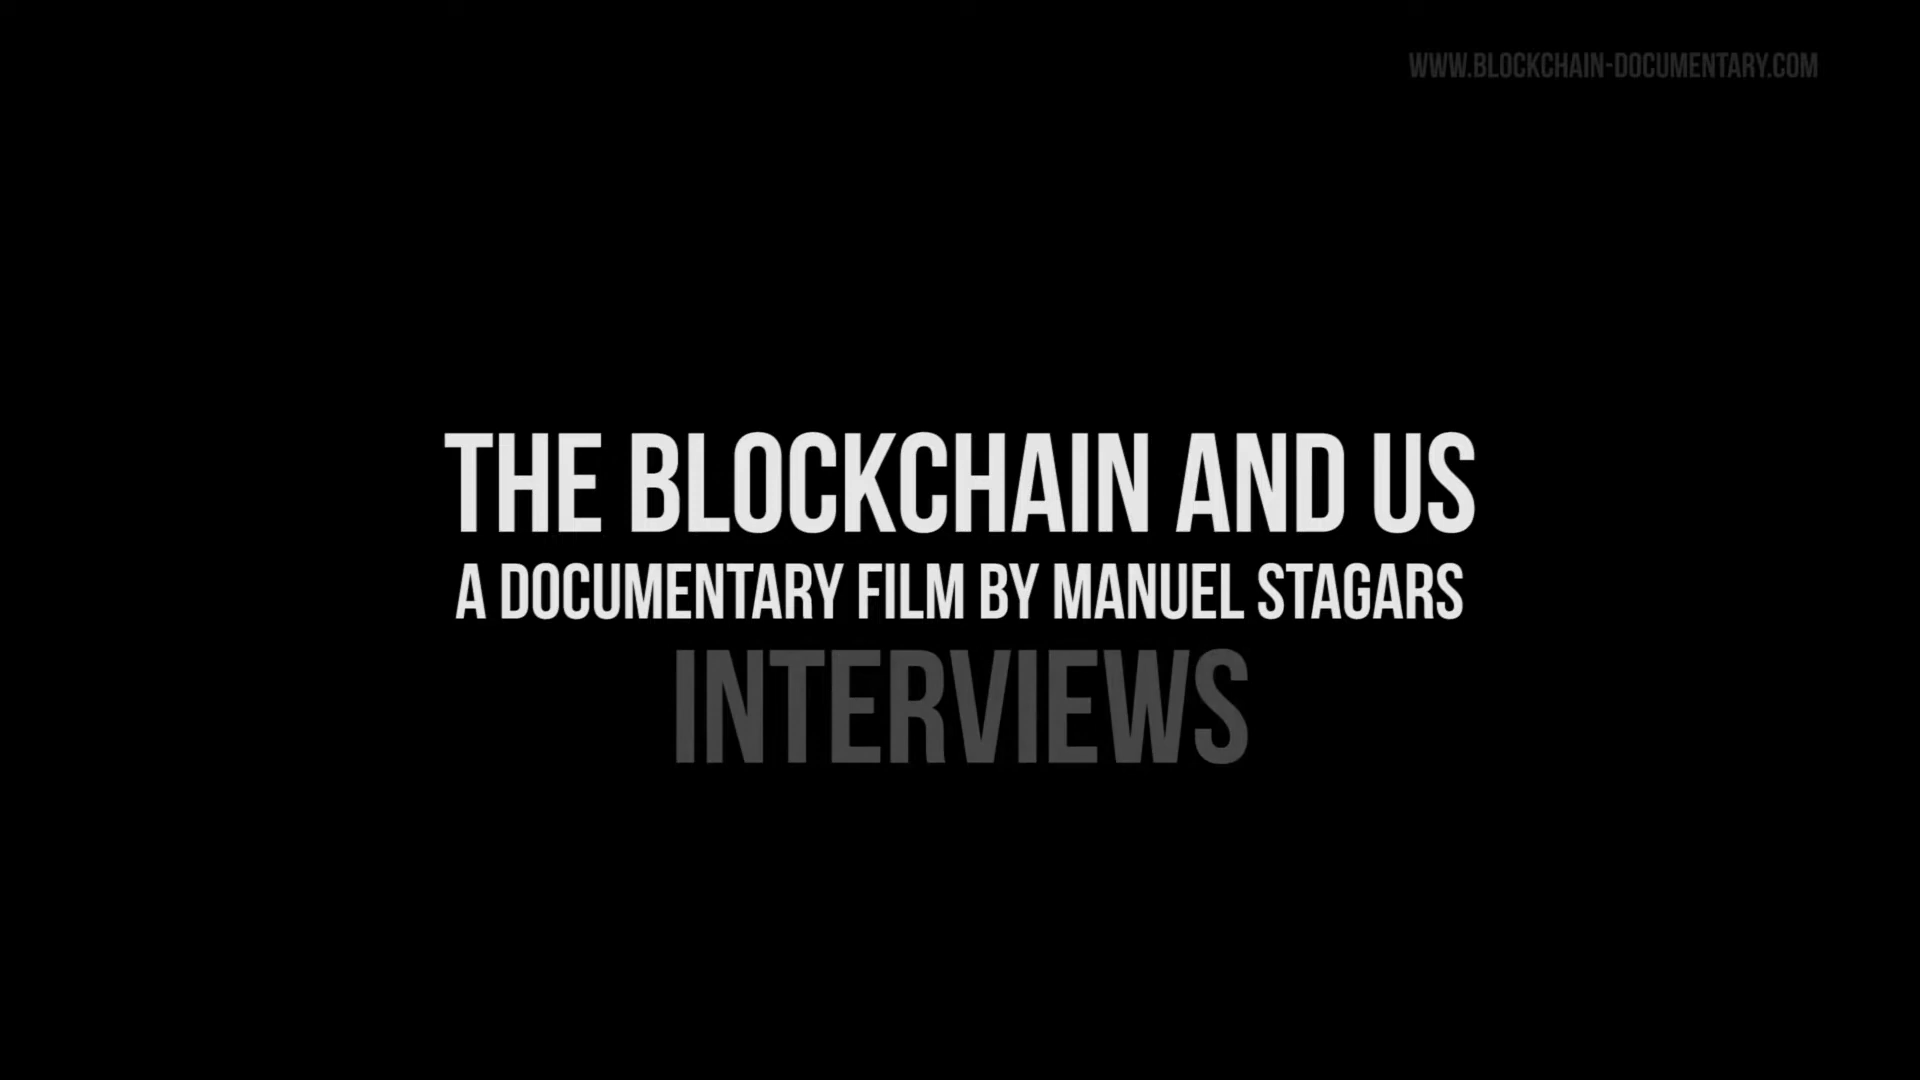 WWW.BLOCKCHAIN-DOCUMENTARY.COM
THE BLOCKCHAIN AND US
A DOCUMENTARY FILM BY MANUEL STAGARS
INTERVIEWS